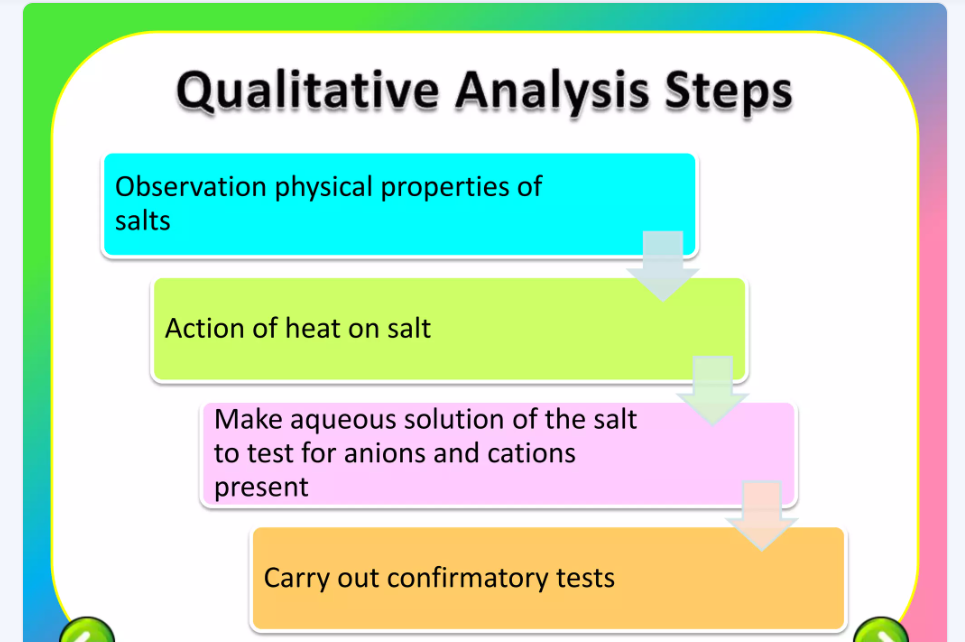 Qualitative Analysis Steps
Observation physical properties of
salts
Action of heat on salt
Make aqueous solution of the salt
to test for anions and cations
present
Carry out confirmatory tests